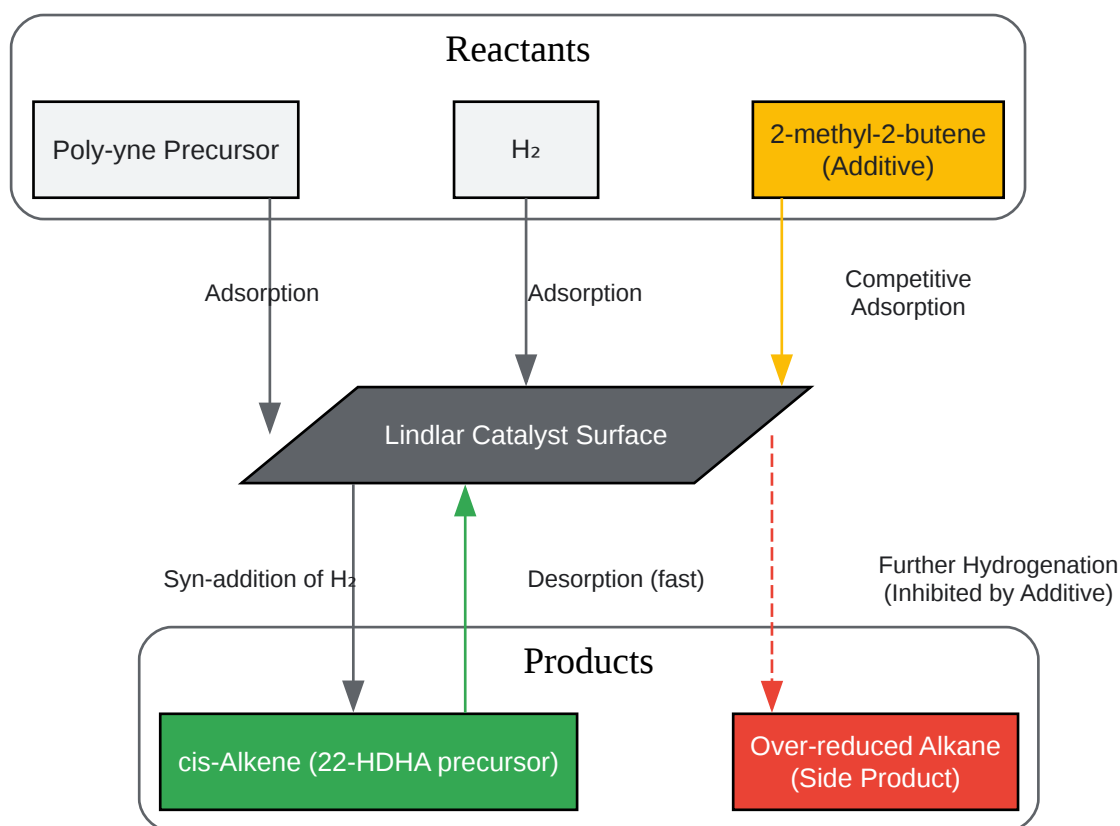 Reactants
Poly-yne Precursor
H₂
2-methyl-2-butene
(Additive)
Adsorption
Adsorption
Competitive
Adsorption
Lindlar Catalyst Surface
Syn-addition of H₂
Desorption (fast)
Further Hydrogenation
(Inhibited by Additive)
Products
cis-Alkene (22-HDHA precursor)
Over-reduced Alkane
(Side Product)